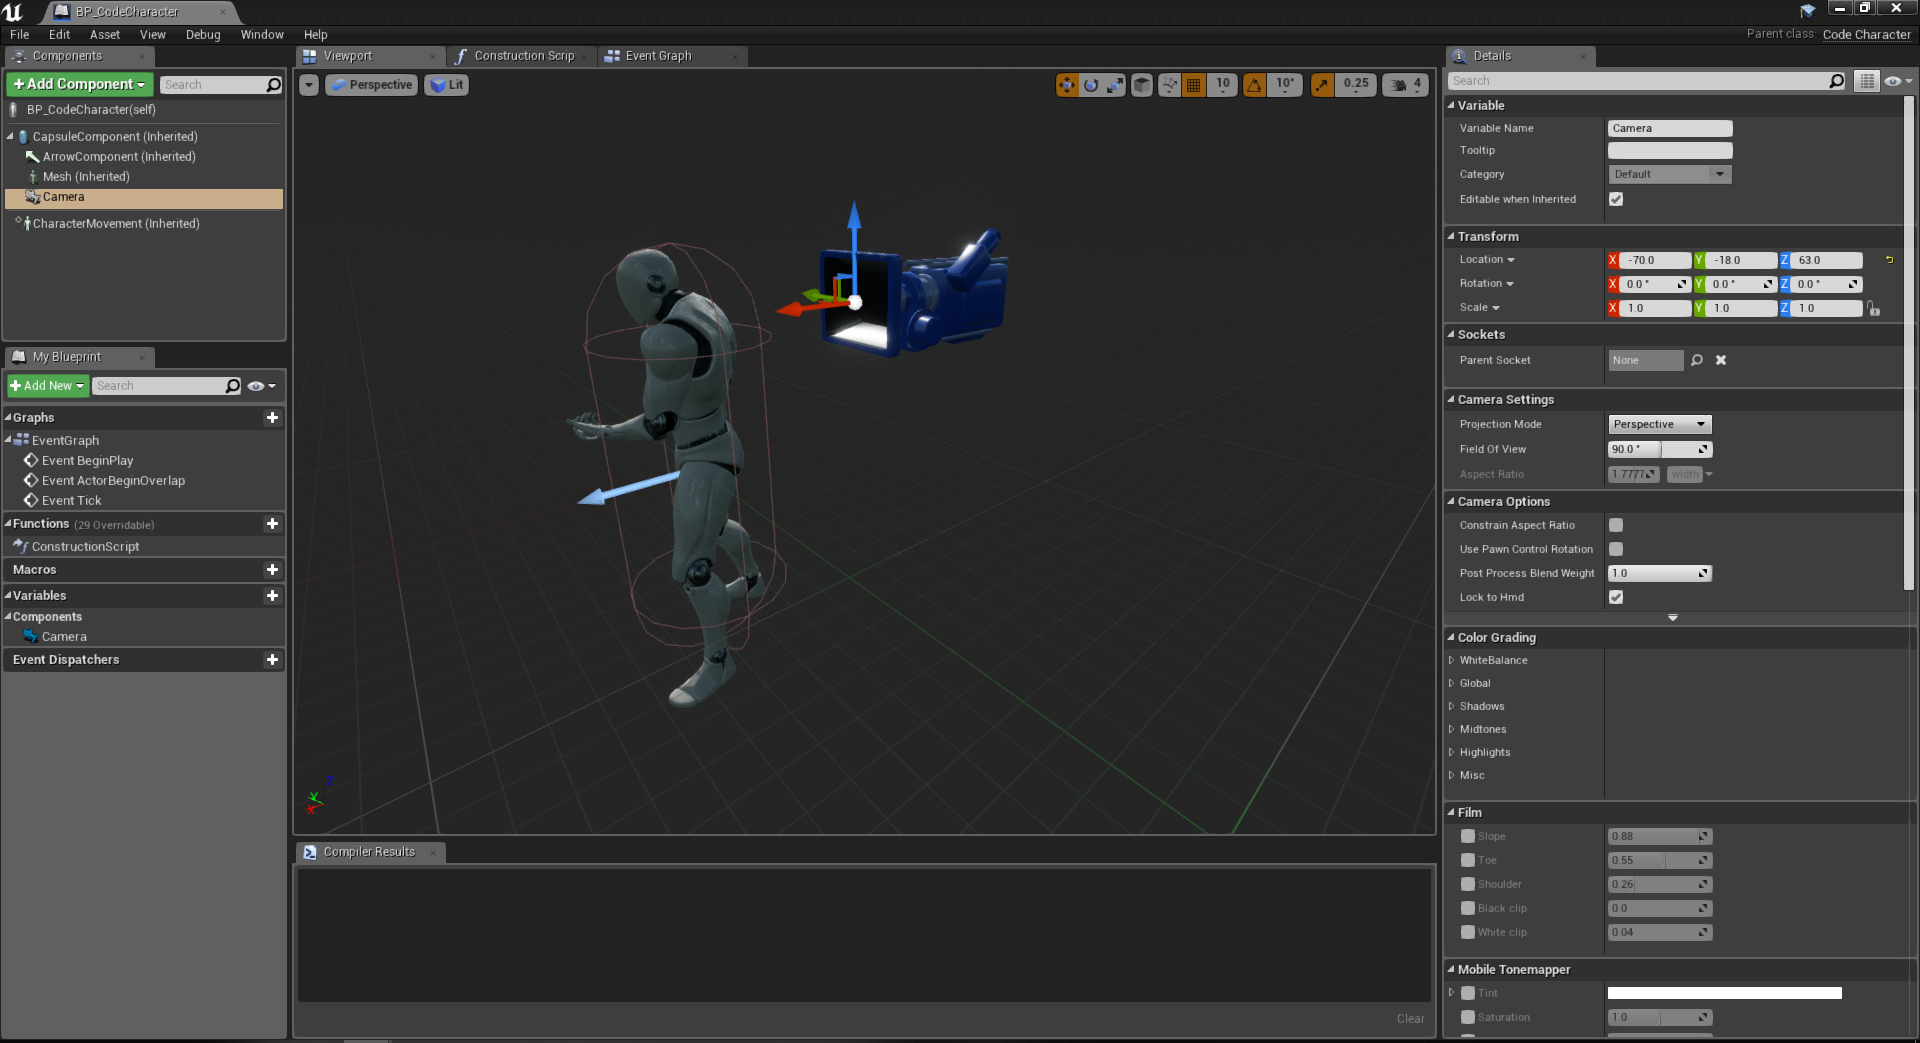 BP_CodeCharacter
File Edit Asset View Debug Window Help
Parent class: Code Character
Components
+Add Component
Search
BP_CodeCharacter(self)
CapsuleComponent (Inherited)
ArrowComponent (Inherited)
Mesh (Inherited)
Camera
CharacterMovement (Inherited)
My Blueprint
+Add New
Search
Graphs
EventGraph
Event BeginPlay
Event ActorBeginOverlap
Event Tick
Functions (29 Overridable)
ConstructionScript
Macros
Variables
Components
Camera
Event Dispatchers
Viewport
Construction Scrip
Event Graph
Perspective
Lit
10
10°
0.25
4
Z
Y
X
Compiler Results
Clear
Details
Search
Variable
Variable Name Camera
Tooltip
Category Default
Editable when Inherited
Transform
Location X -70.0 Y -18.0 Z 63.0
Rotation X 0.0 ° Y 0.0 ° Z 0.0 °
Scale X 1.0 Y 1.0 Z 1.0
Sockets
Parent Socket None
Camera Settings
Projection Mode Perspective
Field Of View 90.0 °
Aspect Ratio 1.7777 width
Camera Options
Constrain Aspect Ratio
Use Pawn Control Rotation
Post Process Blend Weight 1.0
Lock to Hmd
Color Grading
WhiteBalance
Global
Shadows
Midtones
Highlights
Misc
Film
Slope 0.88
Toe 0.55
Shoulder 0.26
Black clip 0.0
White clip 0.04
Mobile Tonemapper
Tint
Saturation 1.0